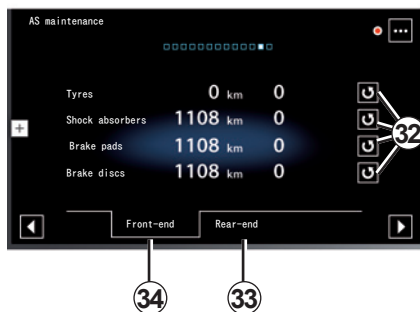 AS maintenance
Tyres 0 km 0
Shock absorbers 1108 km 0
Brake pads 1108 km 0
Brake discs 1108 km 0
32
Front-end Rear-end
34 33